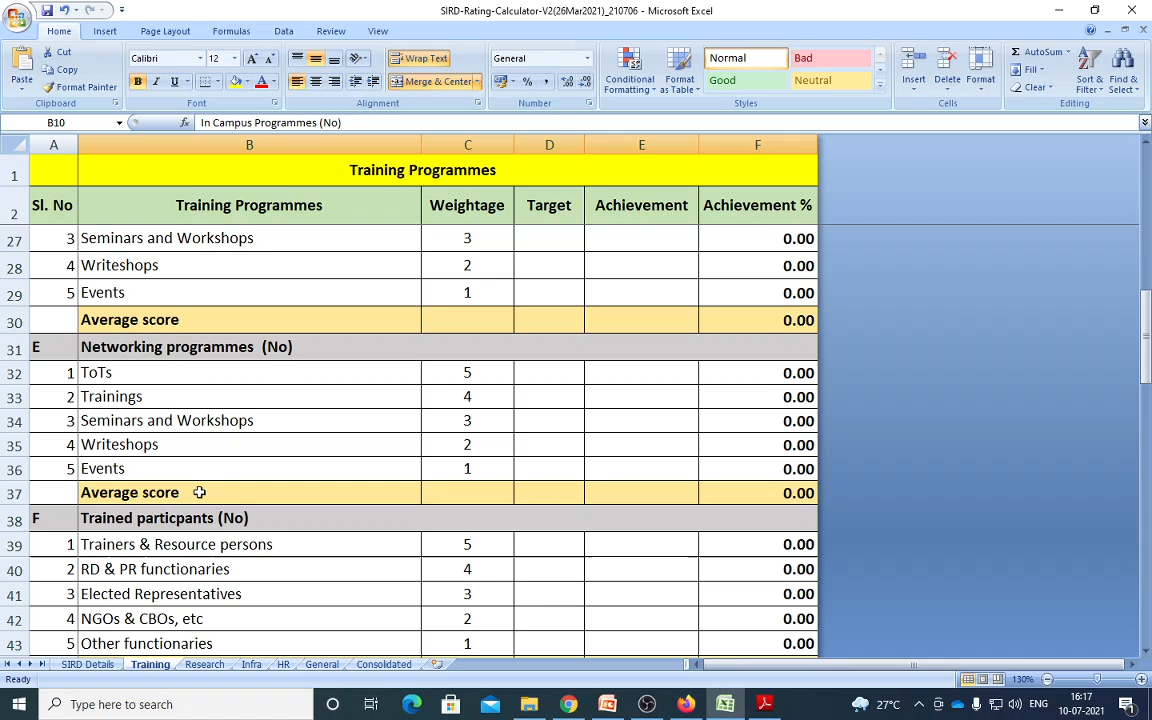 SIRD-Rating-Calculator-V2(26Mar2021)_210706 - Microsoft Excel
Home Insert Page Layout Formulas Data Review View
Paste Cut Copy Format Painter Clipboard
Calibri 12 A A B I U A Font
Wrap Text Merge & Center Alignment
General % , Number
Conditional Formatting Format as Table Normal Bad Good Neutral Styles
Insert Delete Format Cells
Σ AutoSum Fill Clear Sort & Filter Find & Select Editing
B10 fx In Campus Programmes (No)
A B C D E F
1 Training Programmes
2 Sl. No Training Programmes Weightage Target Achievement Achievement %
27 3 Seminars and Workshops 3 0.00
28 4 Writeshops 2 0.00
29 5 Events 1 0.00
30 Average score 0.00
31 E Networking programmes (No)
32 1 ToTs 5 0.00
33 2 Trainings 4 0.00
34 3 Seminars and Workshops 3 0.00
35 4 Writeshops 2 0.00
36 5 Events 1 0.00
37 Average score 0.00
38 F Trained particpants (No)
39 1 Trainers & Resource persons 5 0.00
40 2 RD & PR functionaries 4 0.00
41 3 Elected Representatives 3 0.00
42 4 NGOs & CBOs, etc 2 0.00
43 5 Other functionaries 1 0.00
SIRD Details Training Research Infra HR General Consolidated
Ready 130%
Type here to search 27°C ENG 16:17
10-07-2021